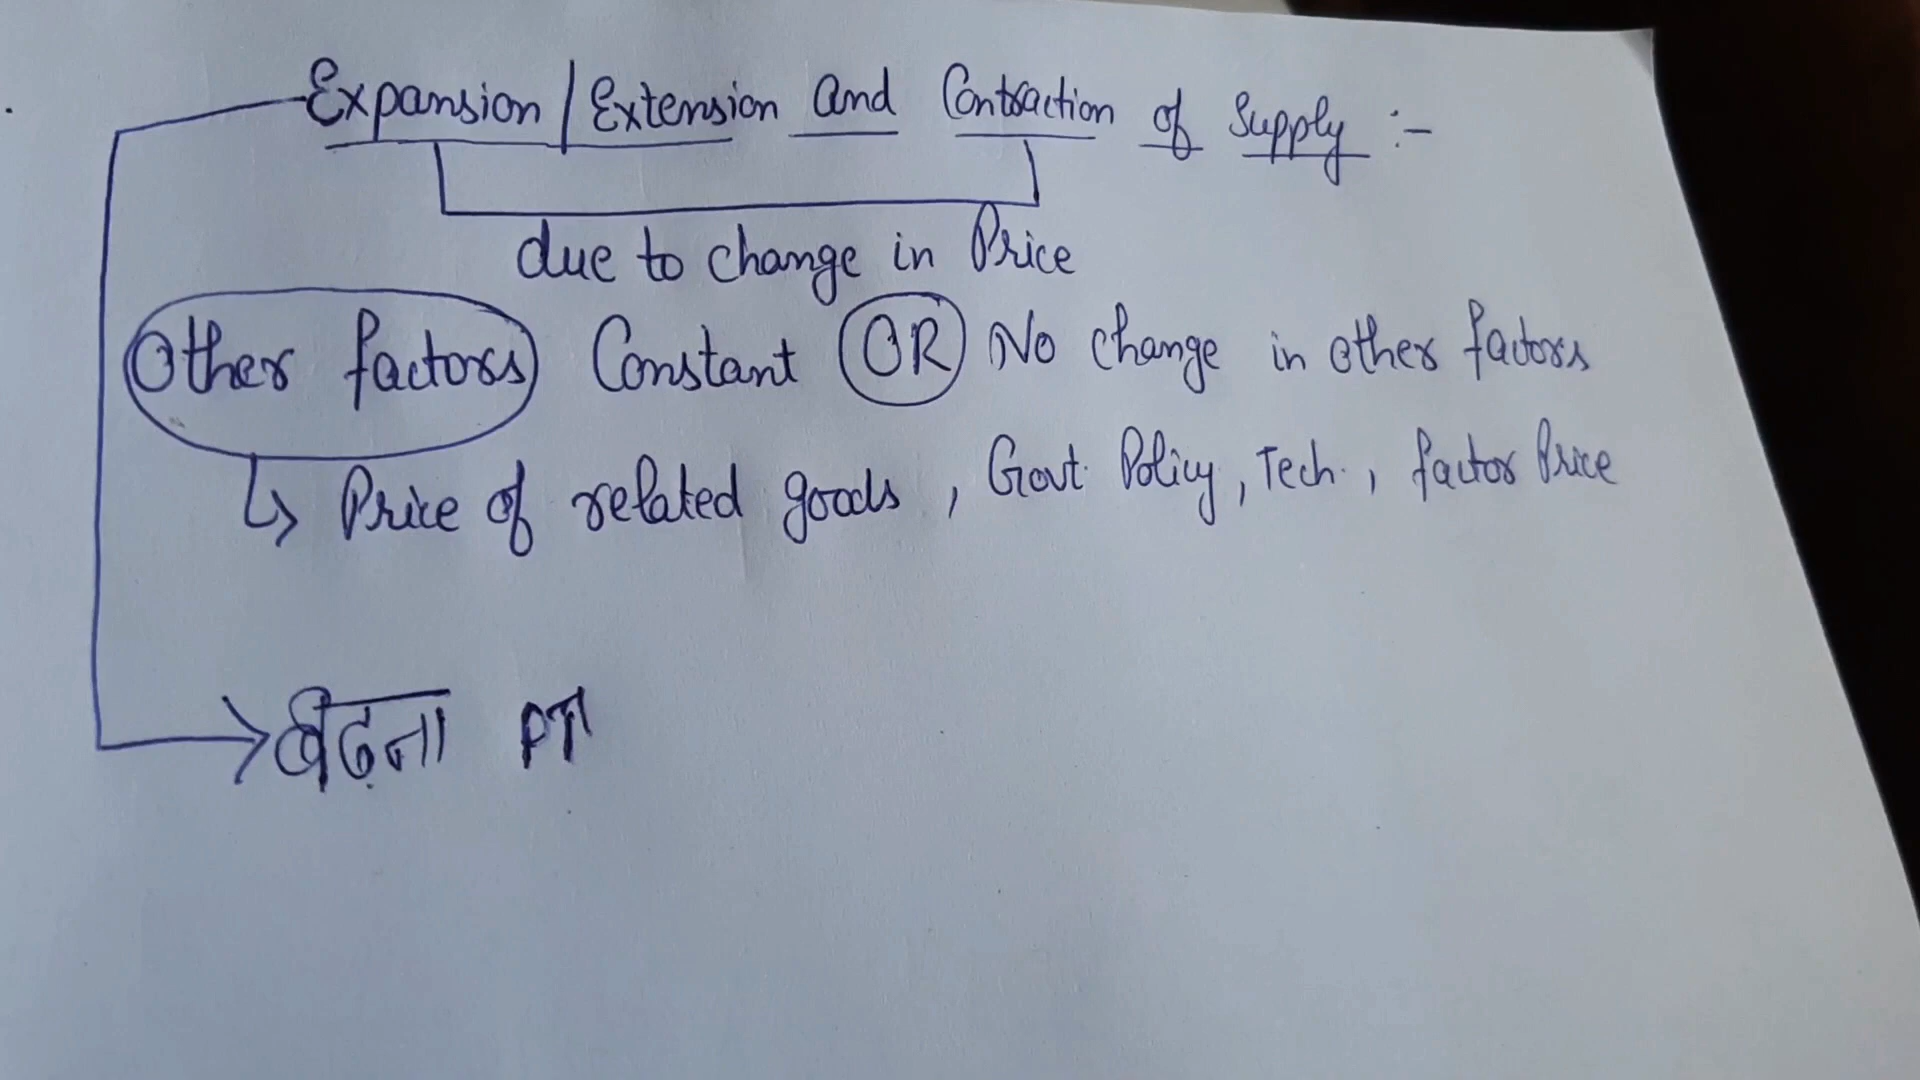 Expansion / Extension and Contraction of Supply :-
due to change in Price
Other factors Constant OR No change in other factors
↳ Price of related goods, Govt. Policy, Tech., factor Price
→ बढ़ना